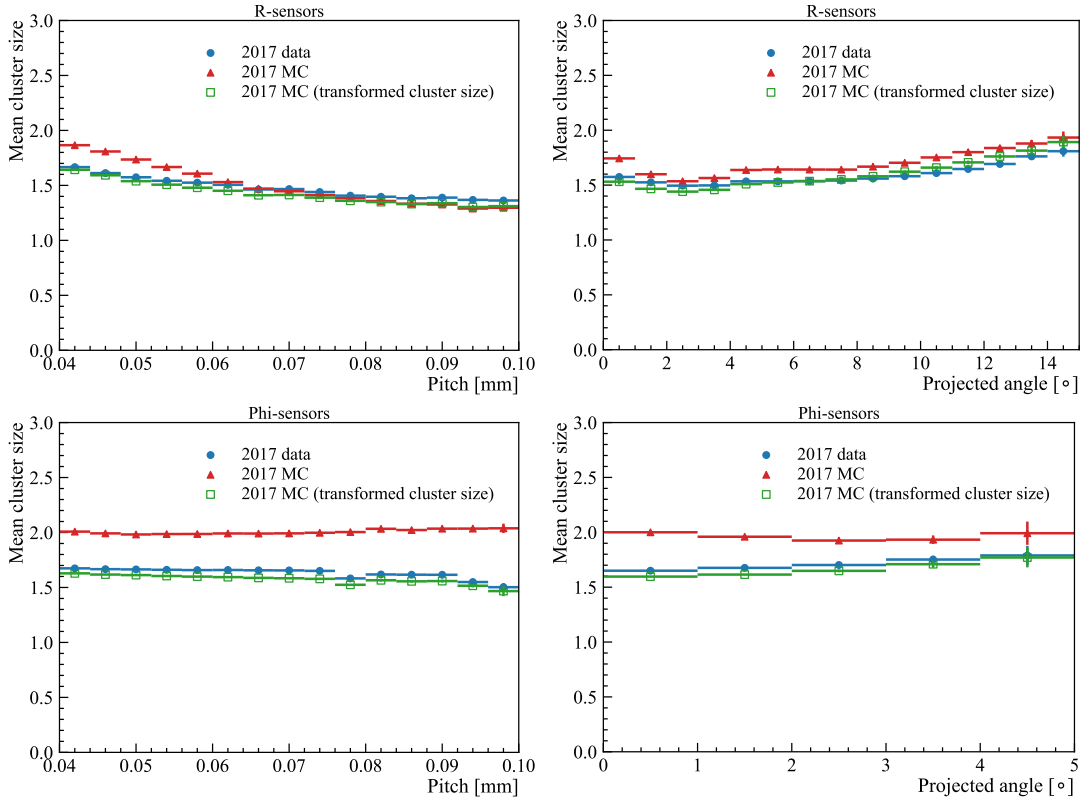 R-sensors
Mean cluster size
3.0
2.5
2.0
1.5
1.0
0.5
0.0
2017 data
2017 MC
2017 MC (transformed cluster size)
0.04 0.05 0.06 0.07 0.08 0.09 0.10
Pitch [mm]
R-sensors
Mean cluster size
3.0
2.5
2.0
1.5
1.0
0.5
0.0
2017 data
2017 MC
2017 MC (transformed cluster size)
0 2 4 6 8 10 12 14
Projected angle [∘]
Phi-sensors
Mean cluster size
3.0
2.5
2.0
1.5
1.0
0.5
0.0
2017 data
2017 MC
2017 MC (transformed cluster size)
0.04 0.05 0.06 0.07 0.08 0.09 0.10
Pitch [mm]
Phi-sensors
Mean cluster size
3.0
2.5
2.0
1.5
1.0
0.5
0.0
2017 data
2017 MC
2017 MC (transformed cluster size)
0 1 2 3 4 5
Projected angle [∘]